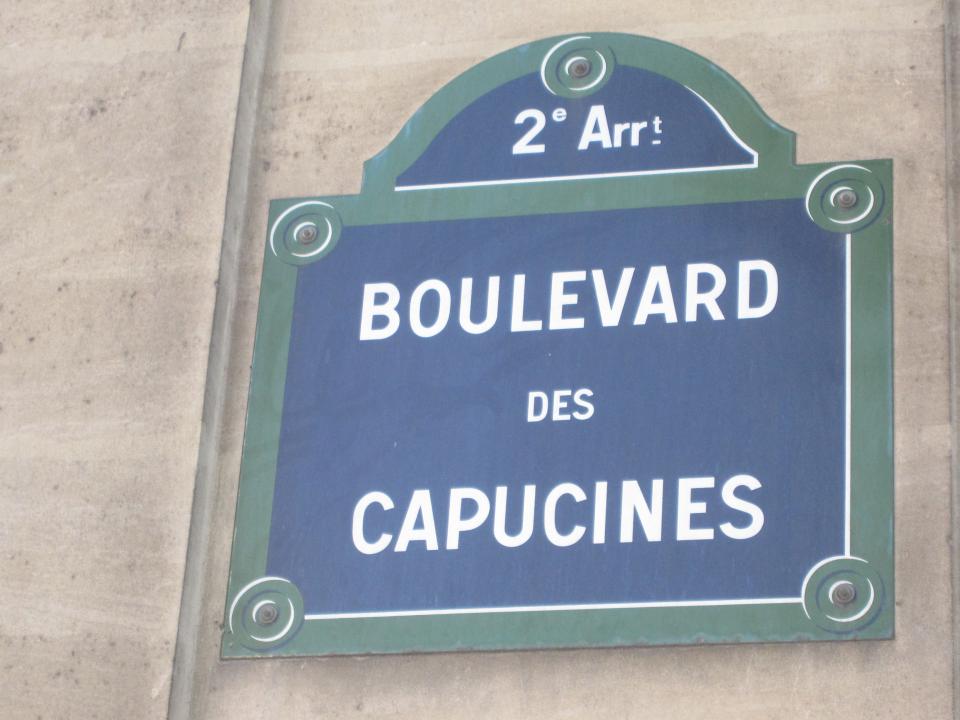 2e Arrt
BOULEVARD
DES
CAPUCINES